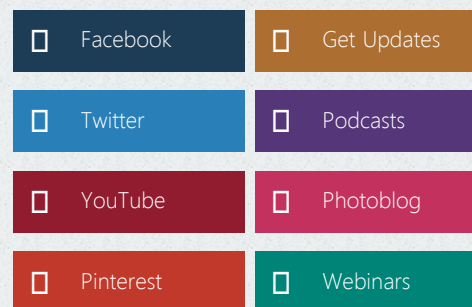 Facebook
Get Updates
Twitter
Podcasts
YouTube
Photoblog
Pinterest
Webinars